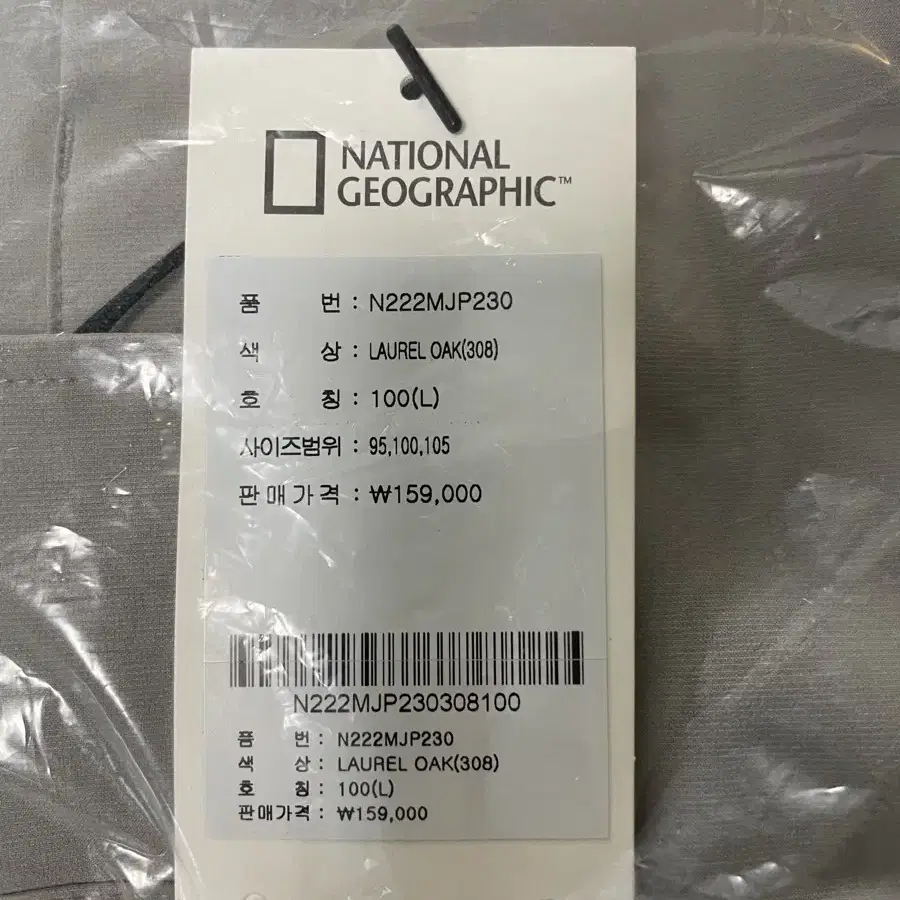 NATIONAL
GEOGRAPHIC™
품 번 : N222MJP230
색 상 : LAUREL OAK(308)
호 칭 : 100(L)
사이즈범위 : 95,100,105
판매가격 : ₩159,000
N222MJP230308100
품 번 : N222MJP230
색 상 : LAUREL OAK(308)
호 칭 : 100(L)
판매가격 : ₩159,000